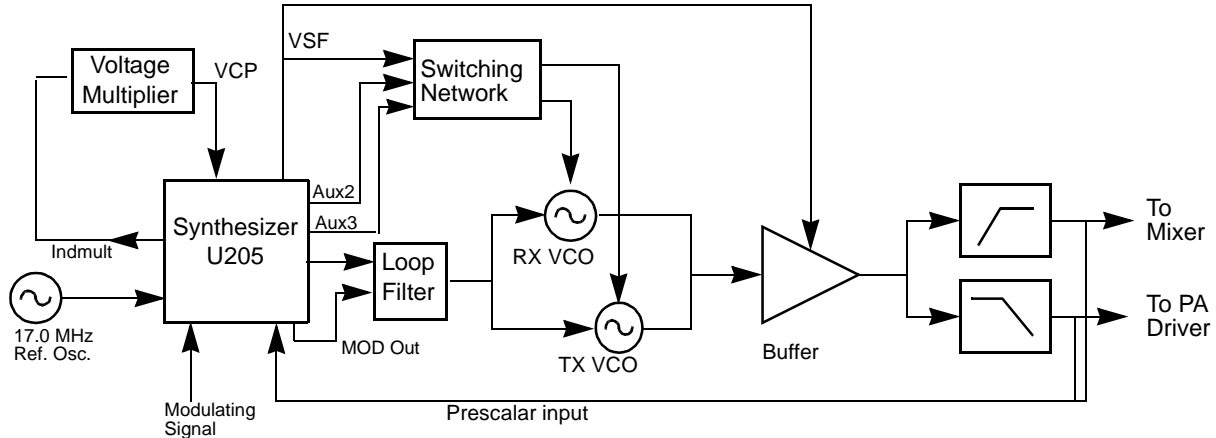 Voltage
Multiplier
VCP
VSF
Switching
Network
Aux2
Aux3
Synthesizer
U205
Indmult
17.0 MHz
Ref. Osc.
Loop
Filter
MOD Out
RX VCO
TX VCO
Buffer
To
Mixer
To PA
Driver
Modulating
Signal
Prescalar input